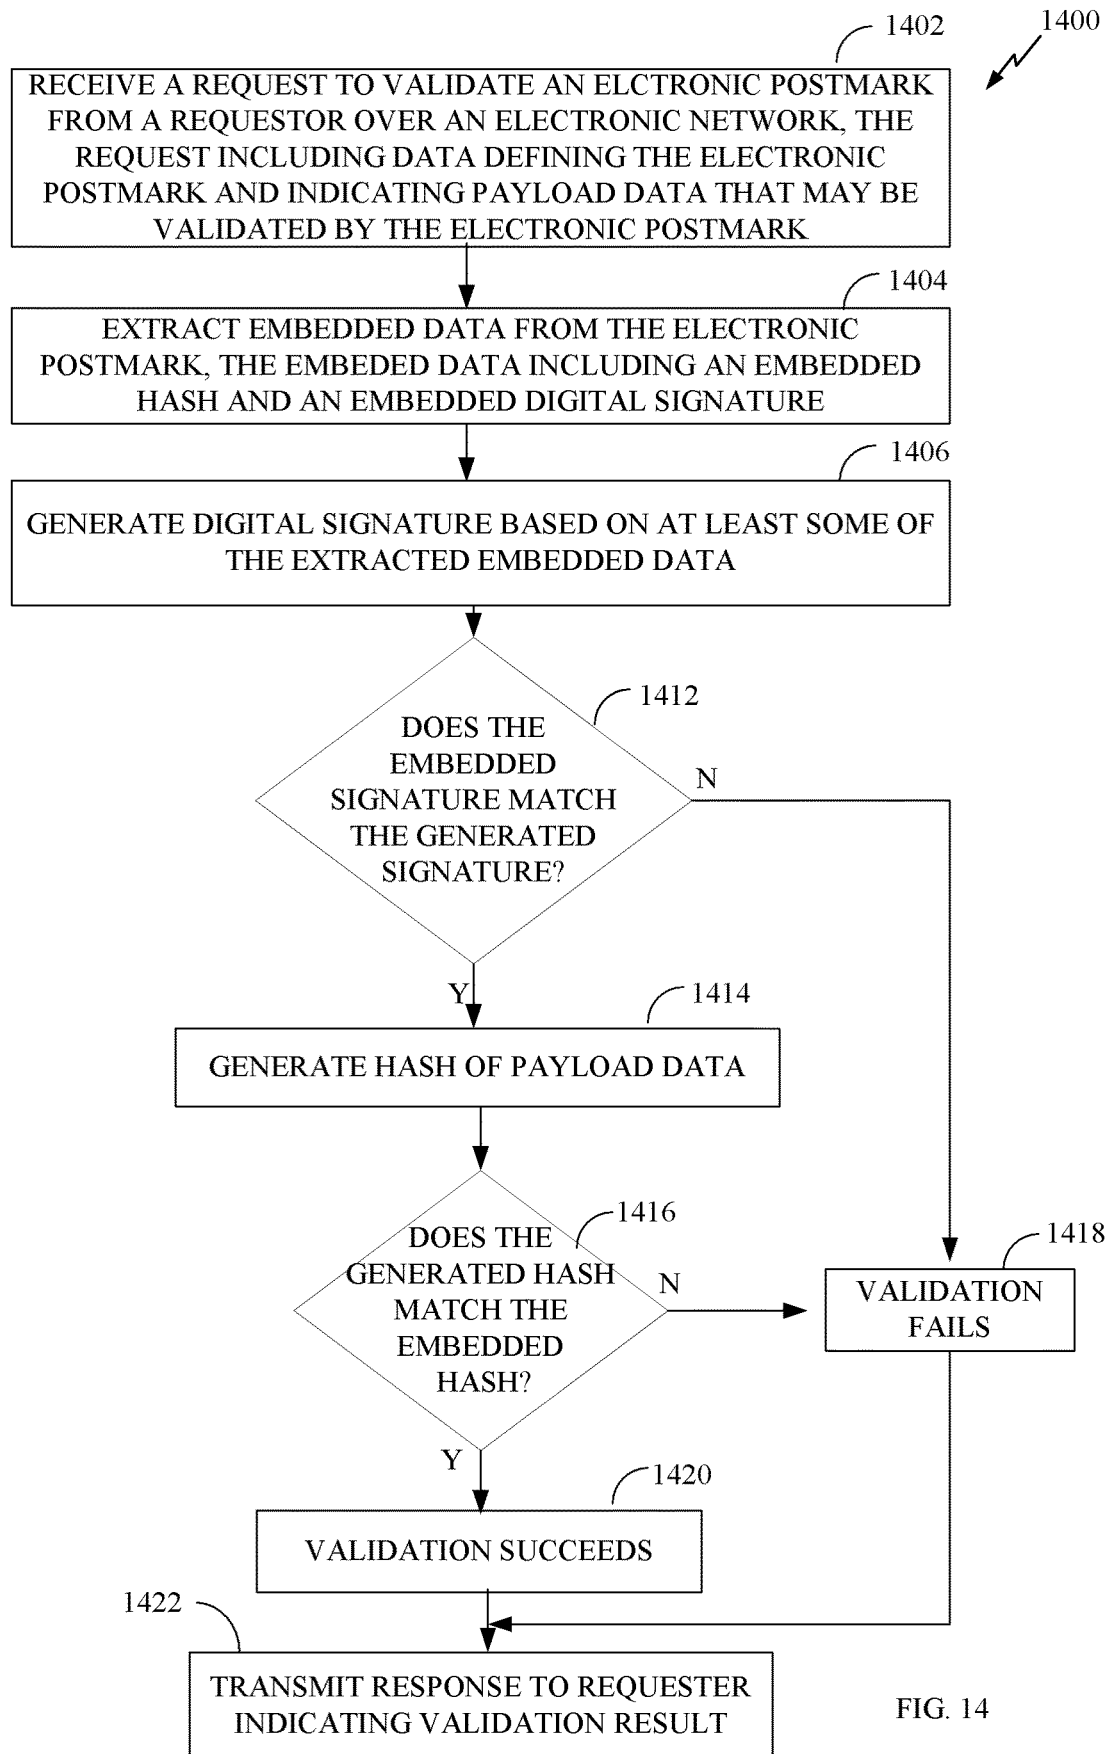 1402
1400
RECEIVE A REQUEST TO VALIDATE AN ELCTRONIC POSTMARK
FROM A REQUESTOR OVER AN ELECTRONIC NETWORK, THE
REQUEST INCLUDING DATA DEFINING THE ELECTRONIC
POSTMARK AND INDICATING PAYLOAD DATA THAT MAY BE
VALIDATED BY THE ELECTRONIC POSTMARK
1404
EXTRACT EMBEDDED DATA FROM THE ELECTRONIC
POSTMARK, THE EMBEDED DATA INCLUDING AN EMBEDDED
HASH AND AN EMBEDDED DIGITAL SIGNATURE
1406
GENERATE DIGITAL SIGNATURE BASED ON AT LEAST SOME OF
THE EXTRACTED EMBEDDED DATA
1412
DOES THE
EMBEDDED
SIGNATURE MATCH
THE GENERATED
SIGNATURE?
N
Y
1414
GENERATE HASH OF PAYLOAD DATA
1416
DOES THE
GENERATED HASH
MATCH THE
EMBEDDED
HASH?
N
1418
VALIDATION
FAILS
Y
1420
VALIDATION SUCCEEDS
1422
TRANSMIT RESPONSE TO REQUESTER
INDICATING VALIDATION RESULT
FIG. 14